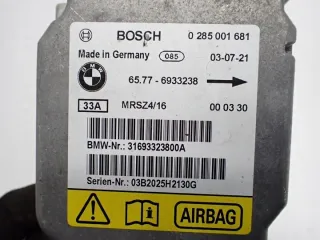 BOSCH 0 285 001 681
Made in Germany 085 03-07-21
BMW 65.77 - 6933238
33A MRSZ4/16 00 03 30
BMW-Nr.: 31693323800A
Serien-Nr.: 03B2025H2130G
AIRBAG